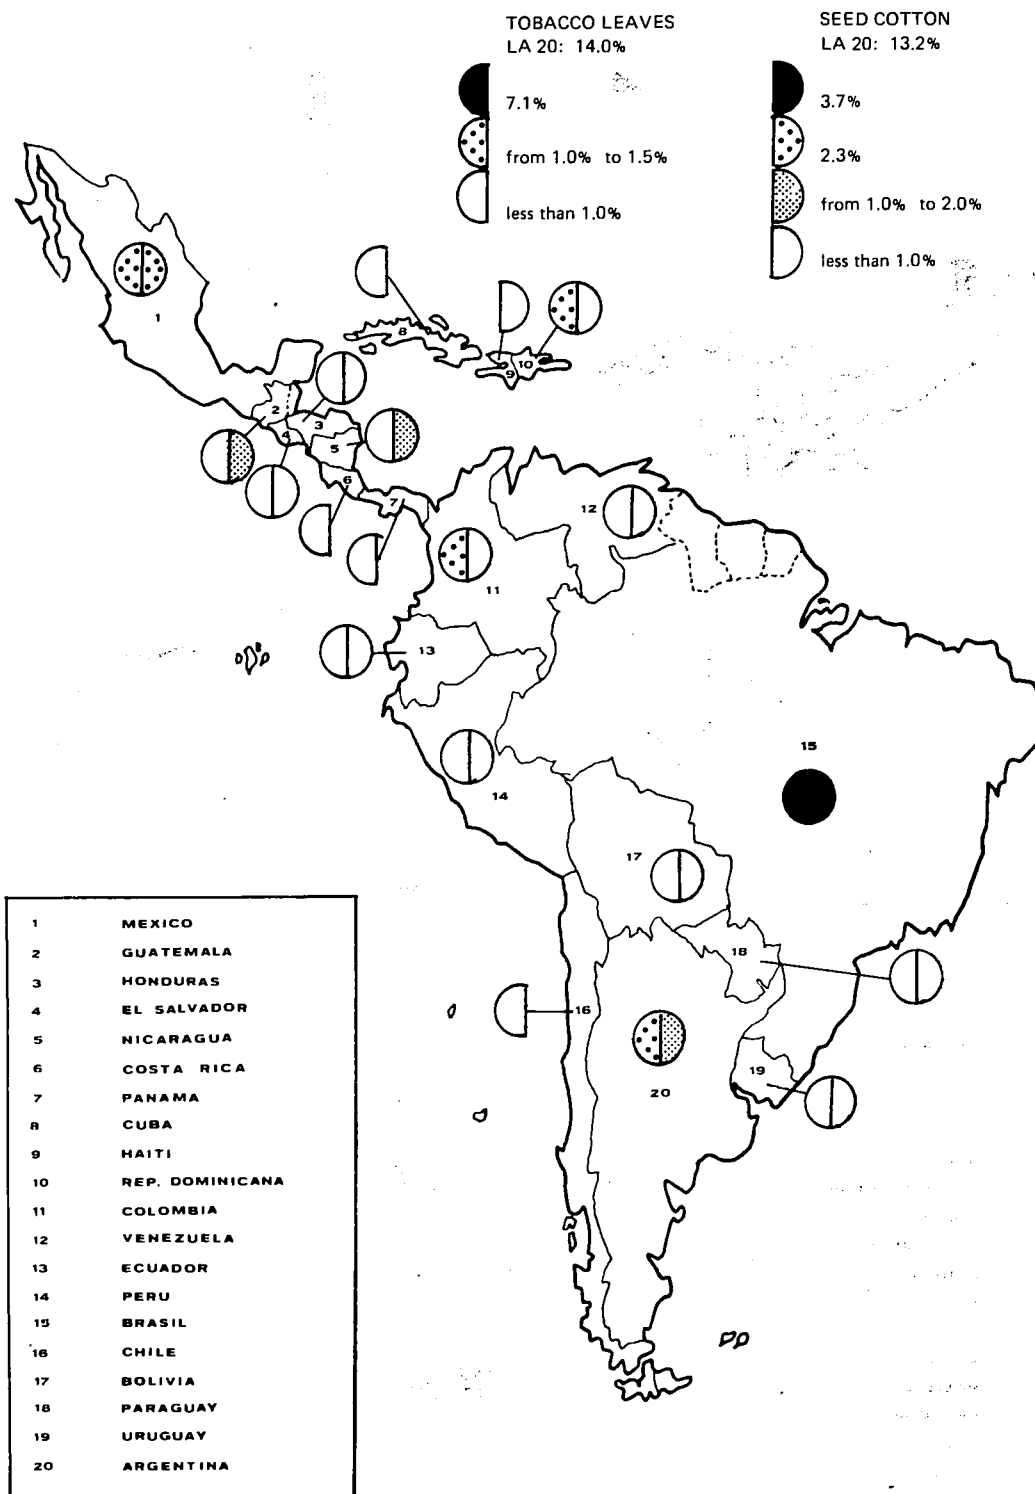 TOBACCO LEAVES
LA 20: 14.0%
7.1%
from 1.0% to 1.5%
less than 1.0%
SEED COTTON
LA 20: 13.2%
3.7%
2.3%
from 1.0% to 2.0%
less than 1.0%
1
8
10
9
2
3
4
5
6
7
12
11
13
15
14
17
18
16
19
20
1 MEXICO
2 GUATEMALA
3 HONDURAS
4 EL SALVADOR
5 NICARAGUA
6 COSTA RICA
7 PANAMA
8 CUBA
9 HAITI
10 REP. DOMINICANA
11 COLOMBIA
12 VENEZUELA
13 ECUADOR
14 PERU
15 BRASIL
16 CHILE
17 BOLIVIA
18 PARAGUAY
19 URUGUAY
20 ARGENTINA